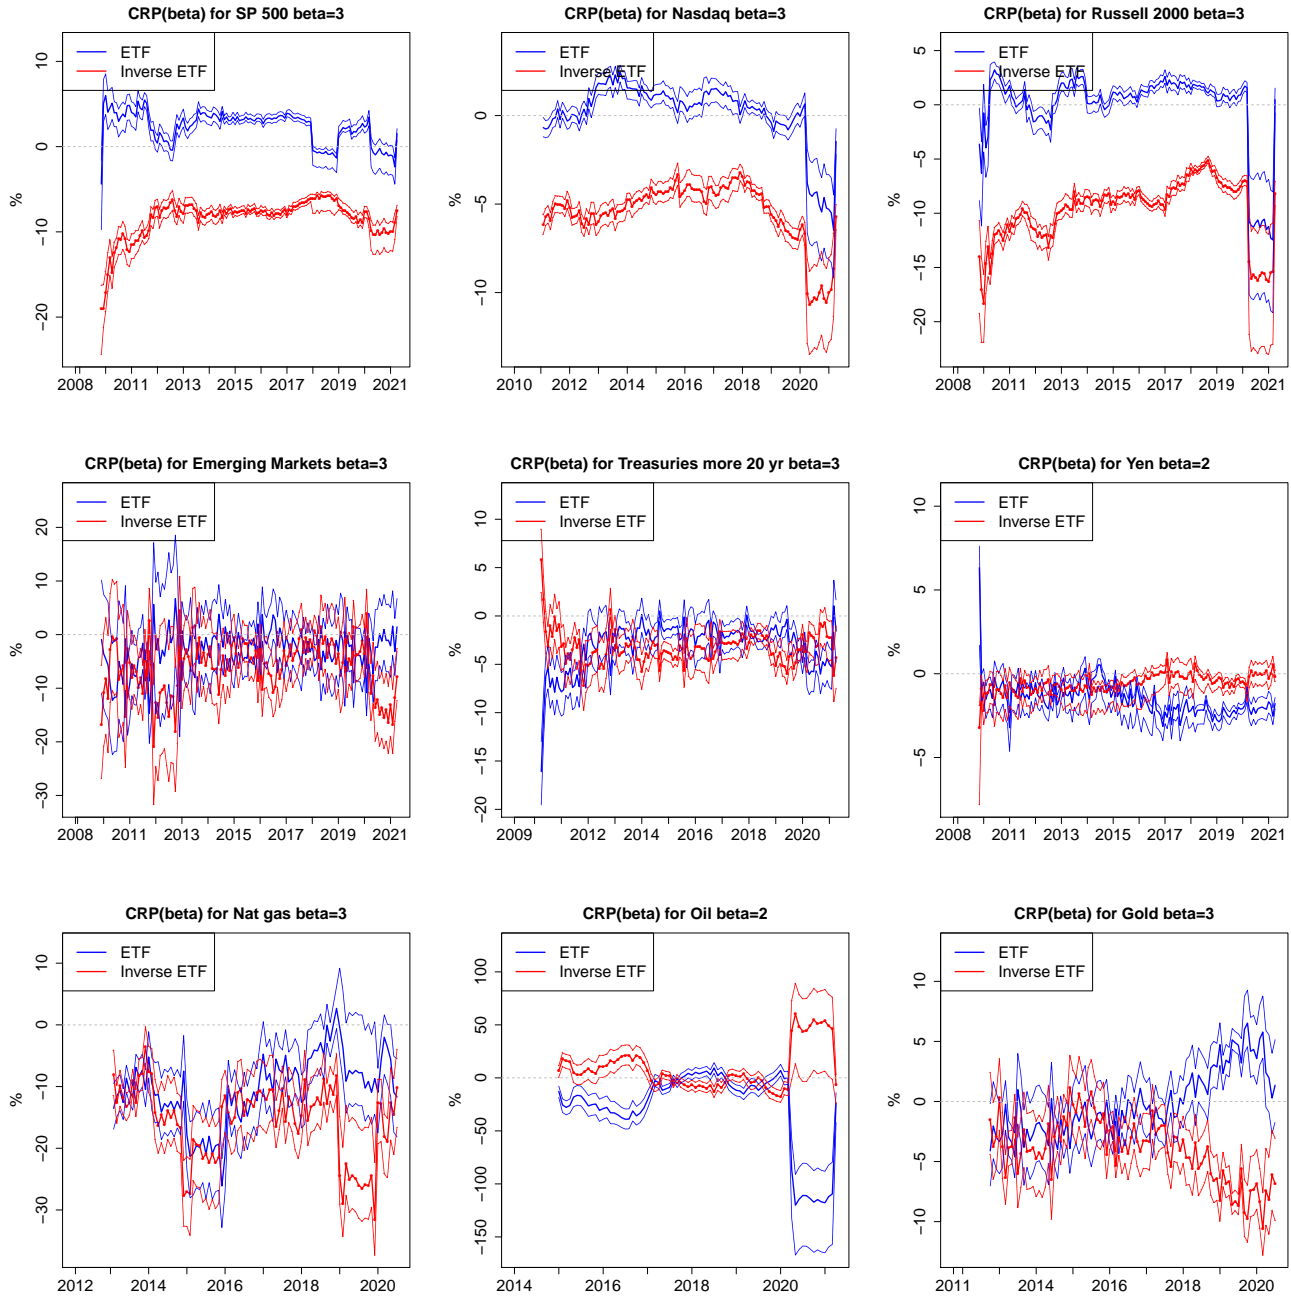 CRP(beta) for SP 500 beta=3
ETF
Inverse ETF
%
10
0
−10
−20
2008 2011 2013 2015 2017 2019 2021
CRP(beta) for Nasdaq beta=3
ETF
Inverse ETF
%
0
−5
−10
2010 2012 2014 2016 2018 2020
CRP(beta) for Russell 2000 beta=3
ETF
Inverse ETF
%
5
0
−5
−10
−15
−20
2008 2011 2013 2015 2017 2019 2021
CRP(beta) for Emerging Markets beta=3
ETF
Inverse ETF
%
20
10
0
−10
−20
−30
2008 2011 2013 2015 2017 2019 2021
CRP(beta) for Treasuries more 20 yr beta=3
ETF
Inverse ETF
%
10
5
0
−5
−10
−15
−20
2009 2012 2014 2016 2018 2020
CRP(beta) for Yen beta=2
ETF
Inverse ETF
%
10
5
0
−5
2008 2011 2013 2015 2017 2019 2021
CRP(beta) for Nat gas beta=3
ETF
Inverse ETF
%
10
0
−10
−20
−30
2012 2014 2016 2018 2020
CRP(beta) for Oil beta=2
ETF
Inverse ETF
%
100
50
0
−50
−100
−150
2014 2016 2018 2020
CRP(beta) for Gold beta=3
ETF
Inverse ETF
%
10
5
0
−5
−10
2011 2014 2016 2018 2020